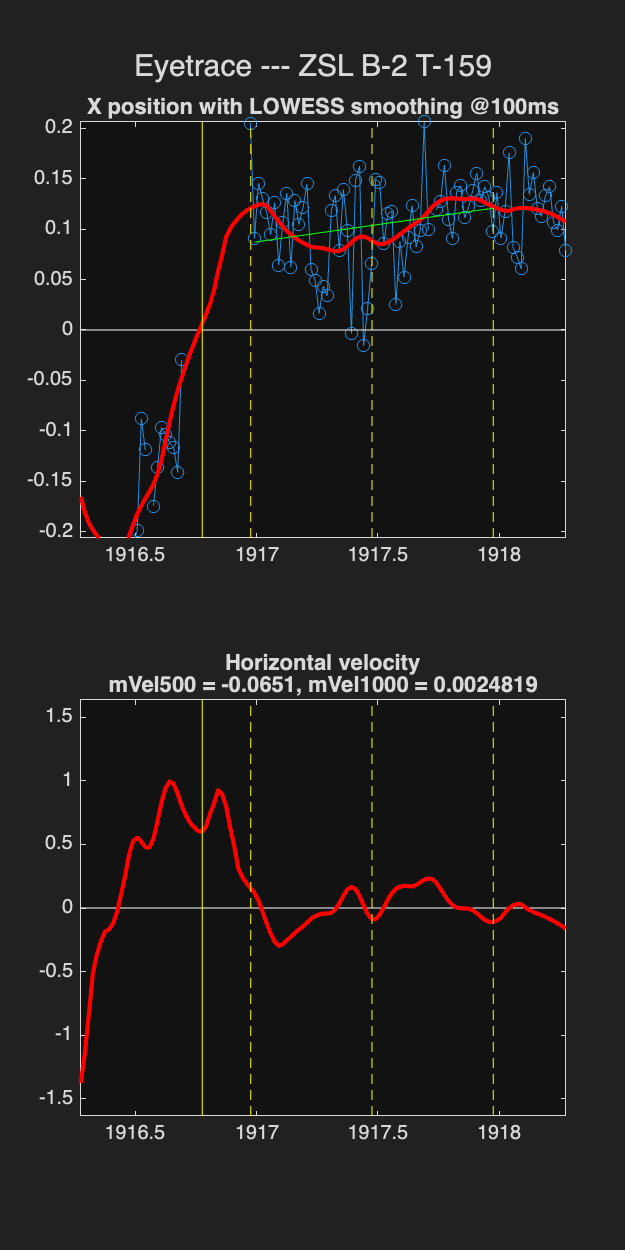 Eyetrace --- ZSL B-2 T-159
X position with LOWESS smoothing @100ms
0.2
0.15
0.1
0.05
0
-0.05
-0.1
-0.15
-0.2
1916.5 1917 1917.5 1918
Horizontal velocity
mVel500 = -0.0651, mVel1000 = 0.0024819
1.5
1
0.5
0
-0.5
-1
-1.5
1916.5 1917 1917.5 1918